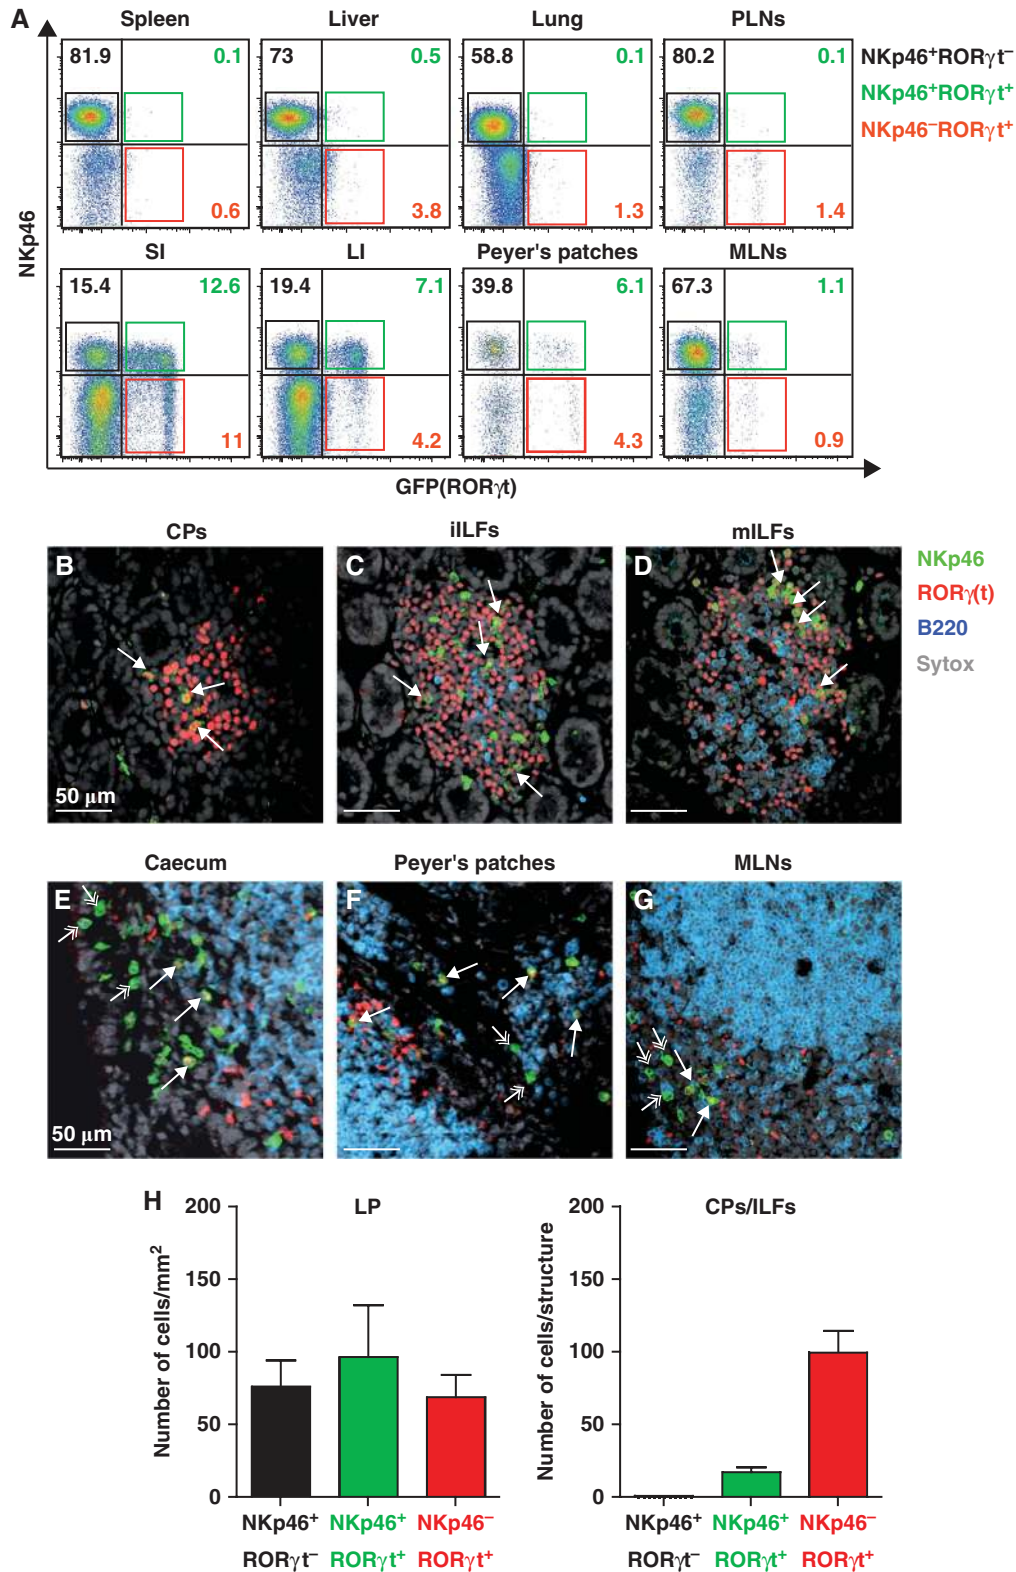 A
Spleen Liver Lung PLNs
81.9 0.1 73 0.5 58.8 0.1 80.2 0.1
NKp46⁺RORγt⁻
NKp46⁺RORγt⁺
NKp46⁻RORγt⁺
0.6 3.8 1.3 1.4
NKp46
SI LI Peyer's patches MLNs
15.4 12.6 19.4 7.1 39.8 6.1 67.3 1.1
11 4.2 4.3 0.9
GFP(RORγt)
CPs iILFs mILFs
B C D
NKp46
RORγ(t)
B220
Sytox
50 μm
Caecum Peyer's patches MLNs
E F G
50 μm
H
LP
200
150
100
50
0
Number of cells/mm²
NKp46⁺ NKp46⁺ NKp46⁻
RORγt⁻ RORγt⁺ RORγt⁺
CPs/ILFs
200
150
100
50
0
Number of cells/structure
NKp46⁺ NKp46⁺ NKp46⁻
RORγt⁻ RORγt⁺ RORγt⁺